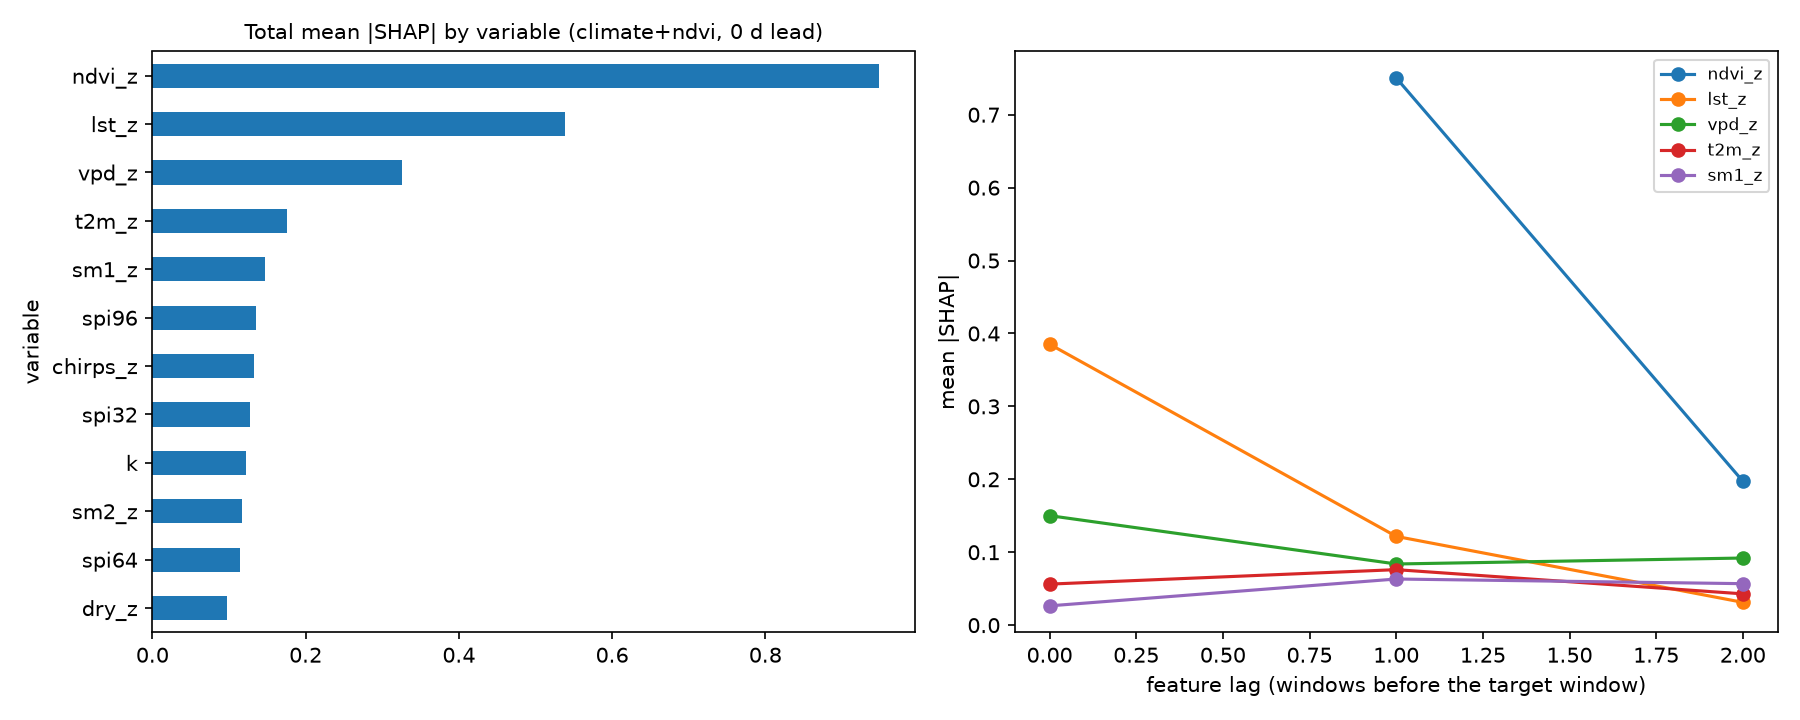 Total mean |SHAP| by variable (climate+ndvi, 0 d lead)
variable
ndvi_z
lst_z
vpd_z
t2m_z
sm1_z
spi96
chirps_z
spi32
k
sm2_z
spi64
dry_z
0.0 0.2 0.4 0.6 0.8
mean |SHAP|
0.7
0.6
0.5
0.4
0.3
0.2
0.1
0.0
ndvi_z
lst_z
vpd_z
t2m_z
sm1_z
0.00 0.25 0.50 0.75 1.00 1.25 1.50 1.75 2.00
feature lag (windows before the target window)